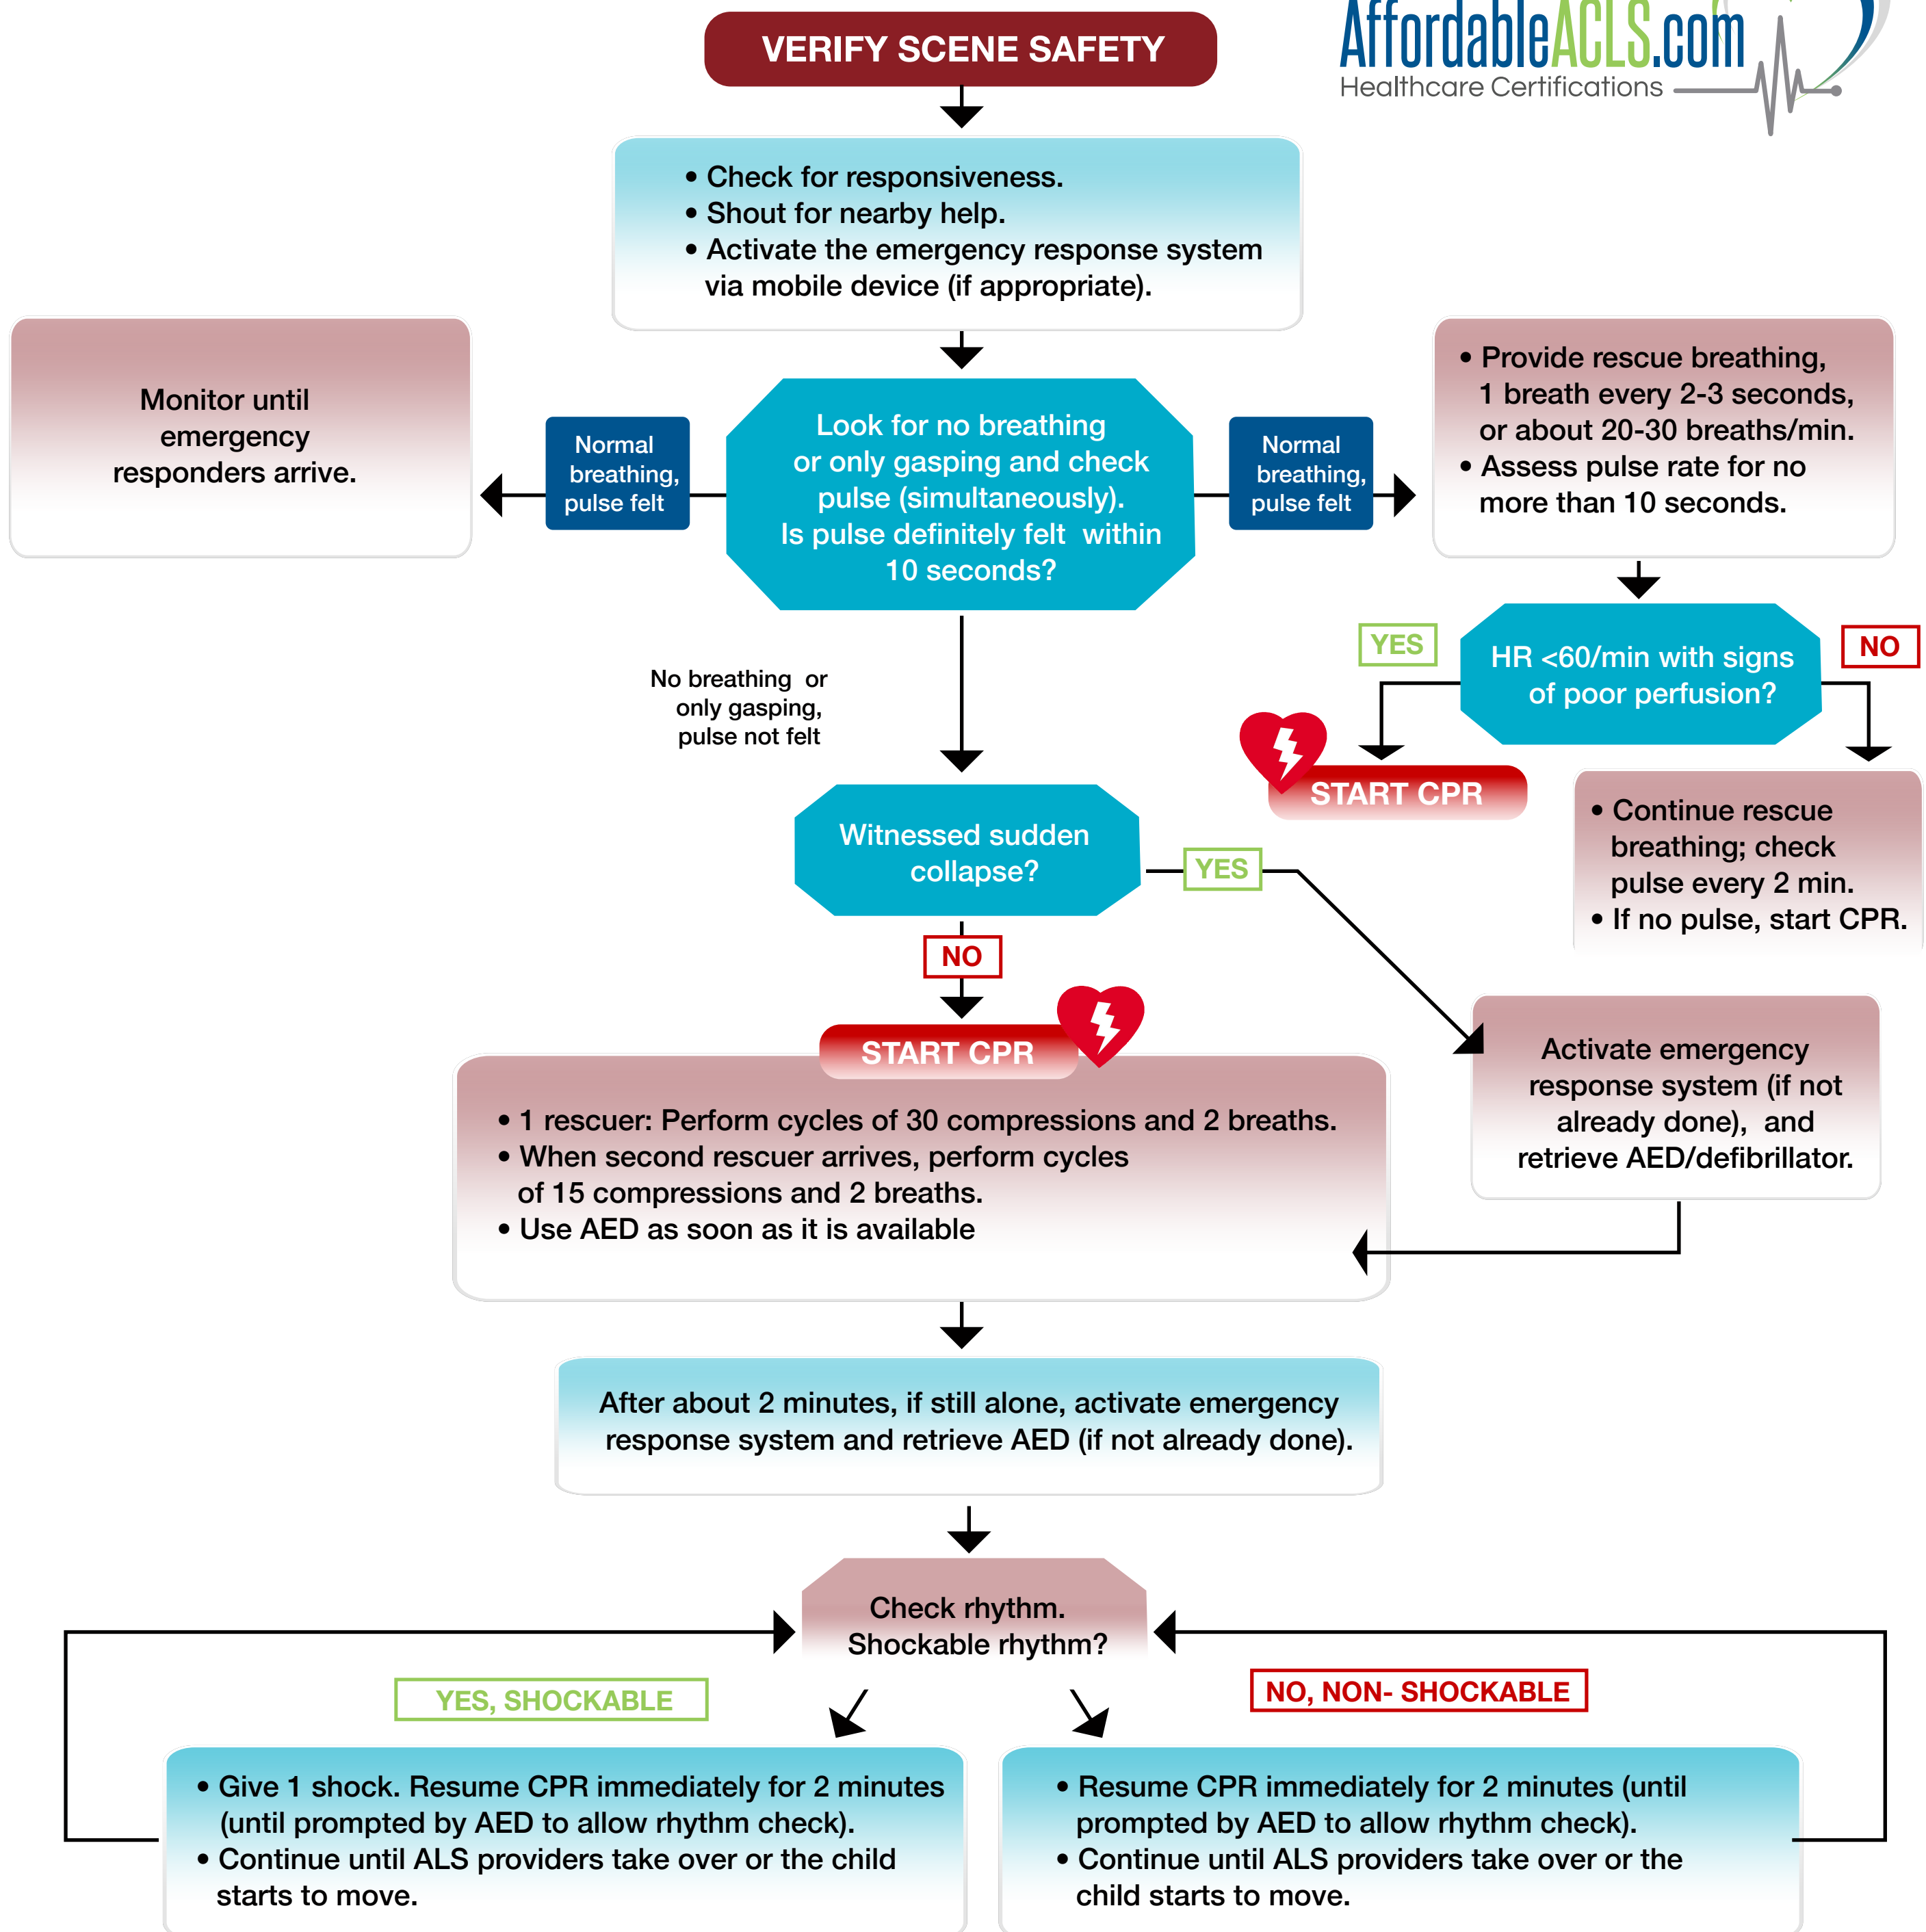 VERIFY SCENE SAFETY
AffordableACLS.com
Healthcare Certifications
• Check for responsiveness.
• Shout for nearby help.
• Activate the emergency response system
via mobile device (if appropriate).
Monitor until
emergency
responders arrive.
Normal
breathing,
pulse felt
Look for no breathing
or only gasping and check
pulse (simultaneously).
Is pulse definitely felt within
10 seconds?
Normal
breathing,
pulse felt
• Provide rescue breathing,
1 breath every 2-3 seconds,
or about 20-30 breaths/min.
• Assess pulse rate for no
more than 10 seconds.
YES
HR <60/min with signs
of poor perfusion?
NO
No breathing or
only gasping,
pulse not felt
START CPR
• Continue rescue
breathing; check
pulse every 2 min.
• If no pulse, start CPR.
Witnessed sudden
collapse?
YES
NO
START CPR
• 1 rescuer: Perform cycles of 30 compressions and 2 breaths.
• When second rescuer arrives, perform cycles
of 15 compressions and 2 breaths.
• Use AED as soon as it is available
Activate emergency
response system (if not
already done), and
retrieve AED/defibrillator.
After about 2 minutes, if still alone, activate emergency
response system and retrieve AED (if not already done).
Check rhythm.
Shockable rhythm?
YES, SHOCKABLE
NO, NON- SHOCKABLE
• Give 1 shock. Resume CPR immediately for 2 minutes
(until prompted by AED to allow rhythm check).
• Continue until ALS providers take over or the child
starts to move.
• Resume CPR immediately for 2 minutes (until
prompted by AED to allow rhythm check).
• Continue until ALS providers take over or the
child starts to move.